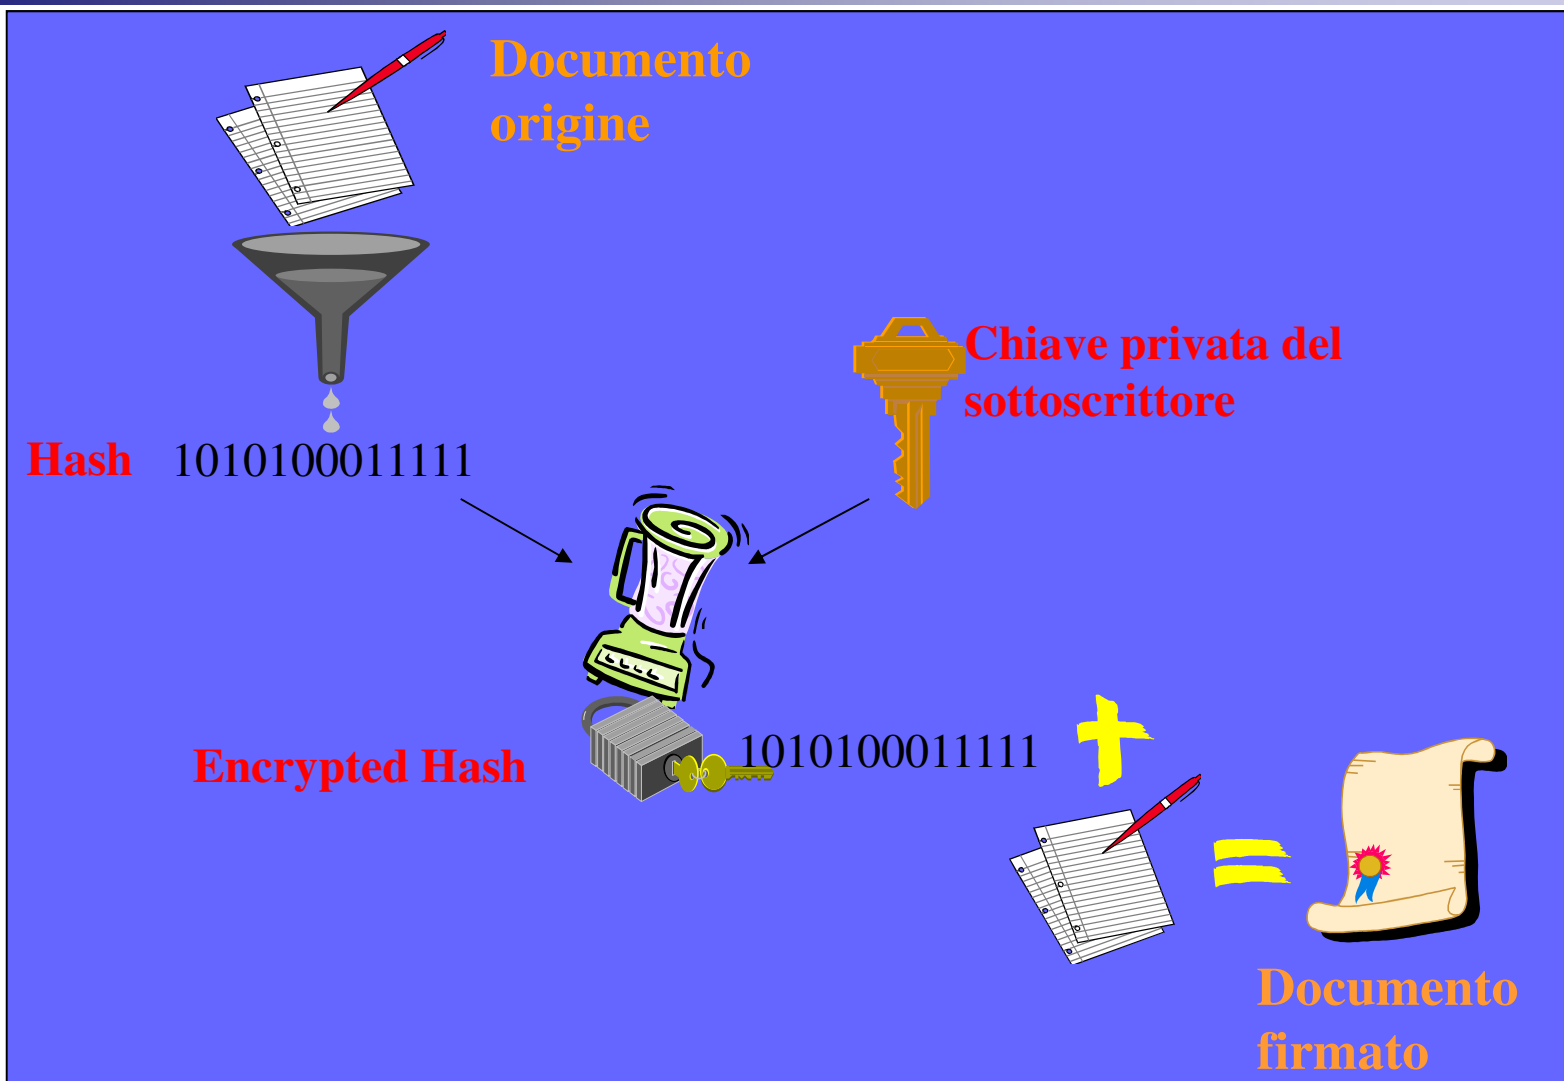 Documento
origine
Chiave privata del
sottoscrittore
Hash 1010100011111
Encrypted Hash 1010100011111
Documento
firmato